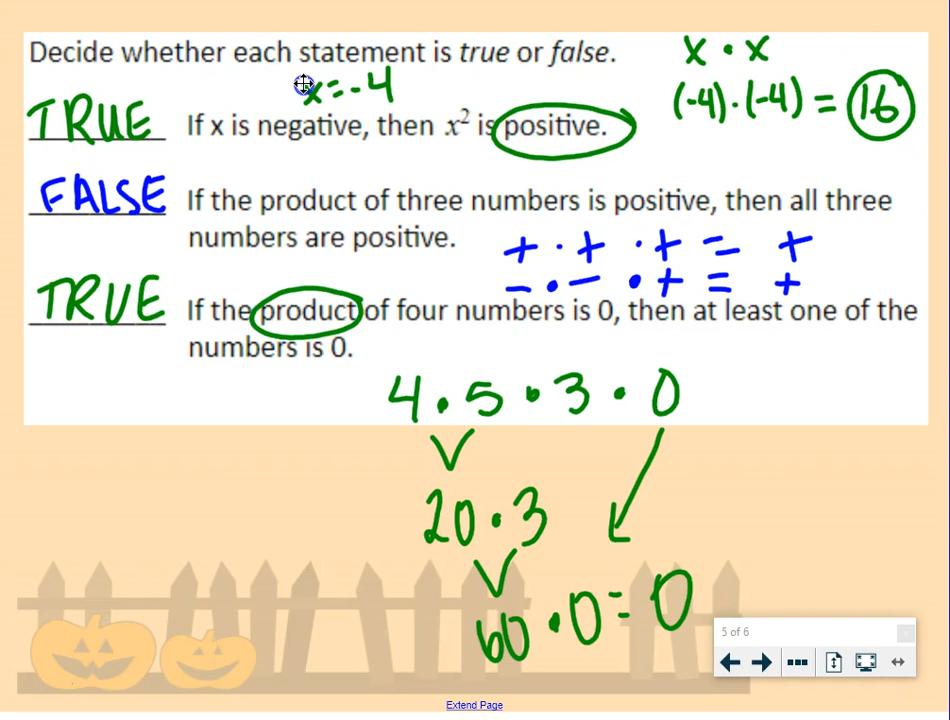 Decide whether each statement is true or false.
x • x
x = -4
(-4) • (-4) = 16
TRUE If x is negative, then x² is positive.
FALSE If the product of three numbers is positive, then all three
numbers are positive.
+ • + • + = +
- • - • + = +
TRUE If the product of four numbers is 0, then at least one of the
numbers is 0.
4 • 5 • 3 • 0
20 • 3
60 • 0 = 0
5 of 6
Extend Page